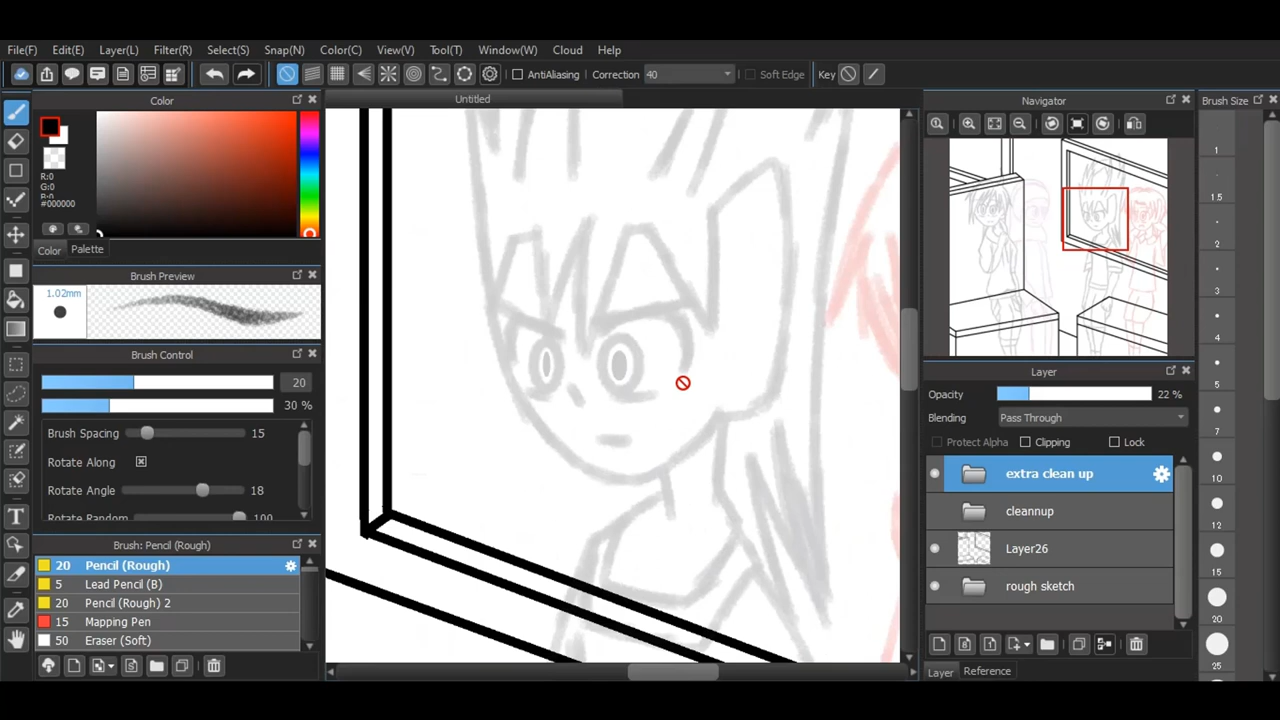 File(F) Edit(E) Layer(L) Filter(R) Select(S) Snap(N) Color(C) View(V) Tool(T) Window(W) Cloud Help
AntiAliasing Correction 40 Soft Edge Key
Color
R:0
G:0
B:0
#000000
Color Palette
Brush Preview
1.02mm
Brush Control
20
30 %
Brush Spacing 15
Rotate Along
Rotate Angle 18
Rotate Random 100
Brush: Pencil (Rough)
20 Pencil (Rough)
5 Lead Pencil (B)
20 Pencil (Rough) 2
15 Mapping Pen
50 Eraser (Soft)
Untitled
Navigator
Layer
Opacity 22 %
Blending Pass Through
Protect Alpha Clipping Lock
extra clean up
cleannup
Layer26
rough sketch
Layer Reference
Brush Size
1
1.5
2
3
4
5
7
10
12
15
20
25